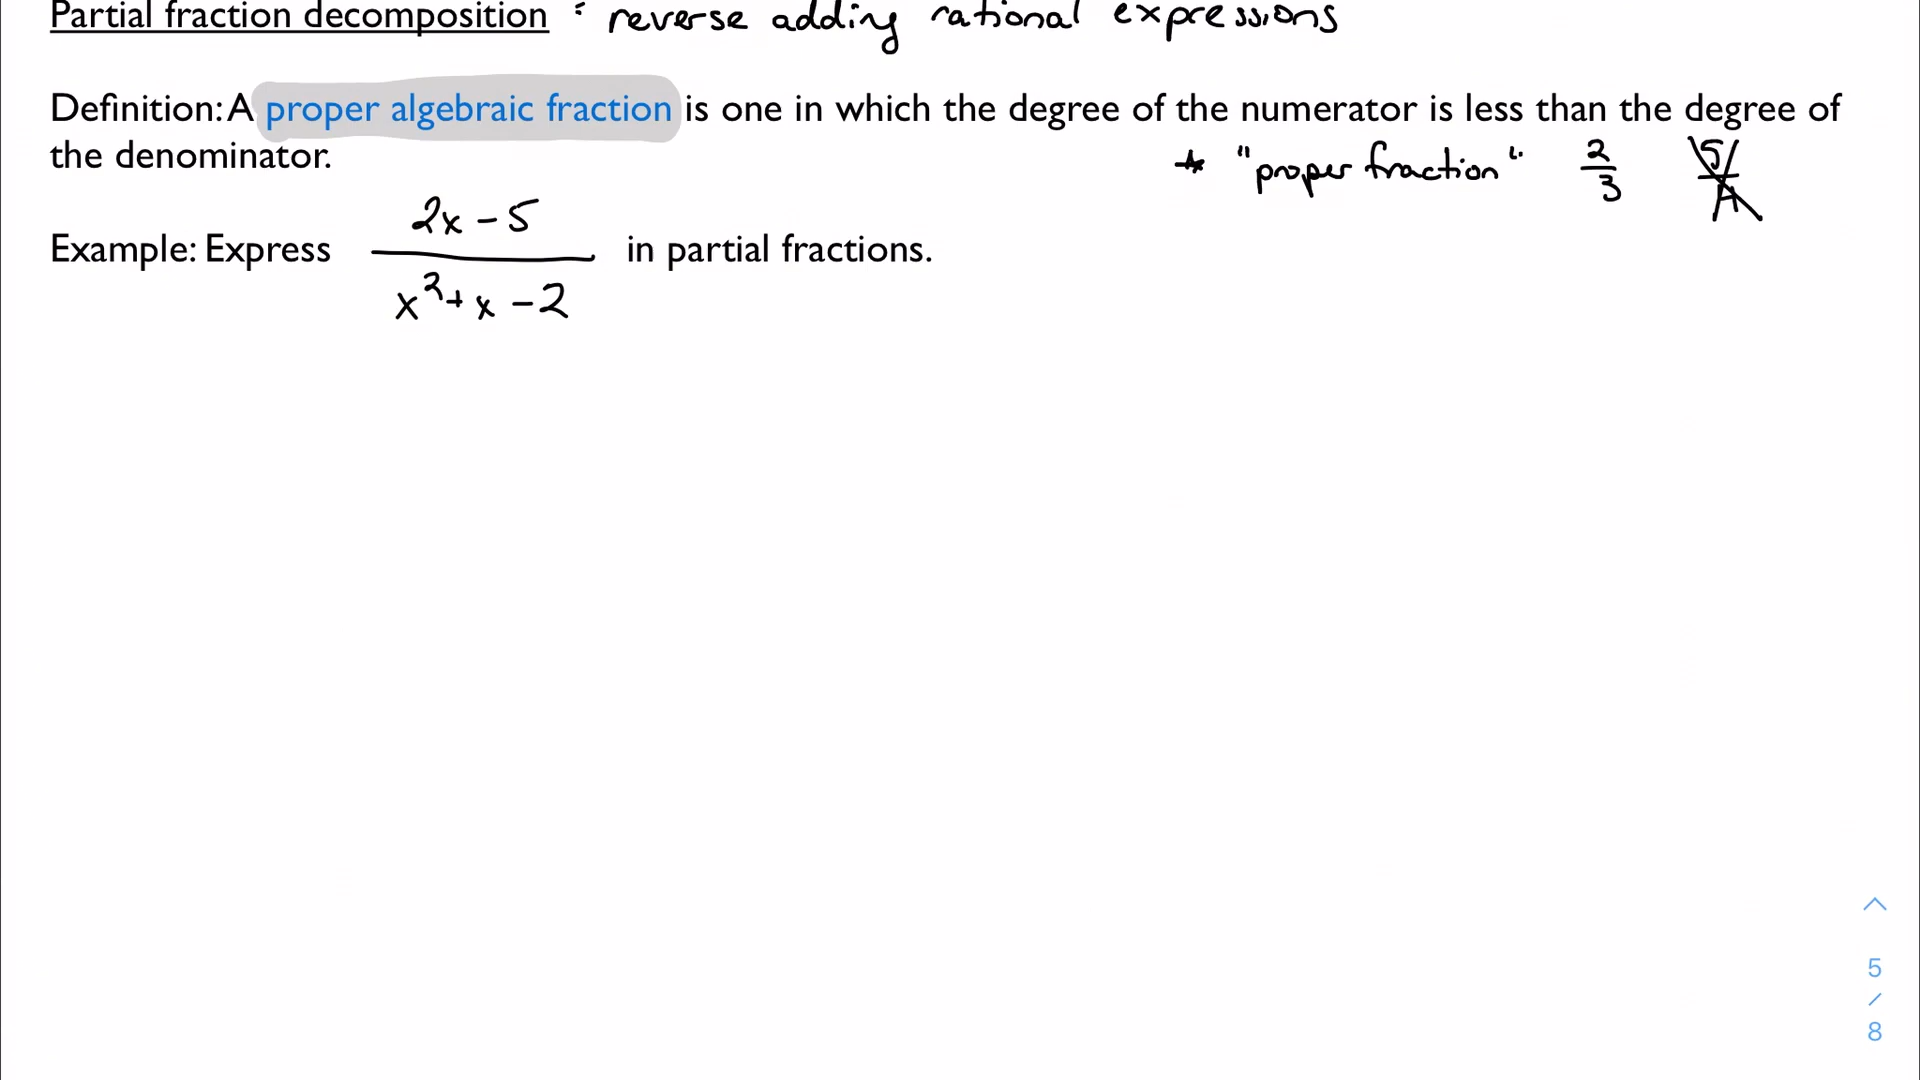 Partial fraction decomposition : reverse adding rational expressions
Definition: A proper algebraic fraction is one in which the degree of the numerator is less than the degree of
the denominator.
* "proper fraction" 2/3 5/4
Example: Express (2x - 5)/(x² + x - 2) in partial fractions.
5
/
8